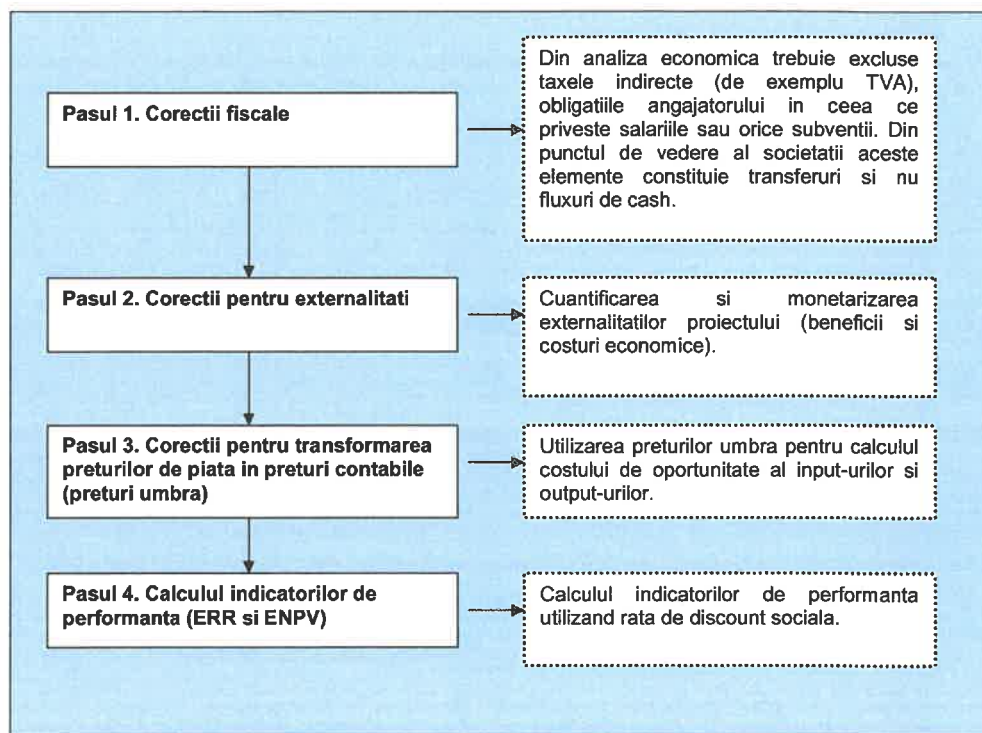 Pasul 1. Corectii fiscale
Din analiza economica trebuie excluse
taxele indirecte (de exemplu TVA),
obligatiile angajatorului in ceea ce
priveste salariile sau orice subventii. Din
punctul de vedere al societatii aceste
elemente constituie transferuri si nu
fluxuri de cash.
Pasul 2. Corectii pentru externalitati
Cuantificarea si monetarizarea
externalitatilor proiectului (beneficii si
costuri economice).
Pasul 3. Corectii pentru transformarea
preturilor de piata in preturi contabile
(preturi umbra)
Utilizarea preturilor umbra pentru calculul
costului de oportunitate al input-urilor si
output-urilor.
Pasul 4. Calculul indicatorilor de
performanta (ERR si ENPV)
Calculul indicatorilor de performanta
utilizand rata de discount sociala.